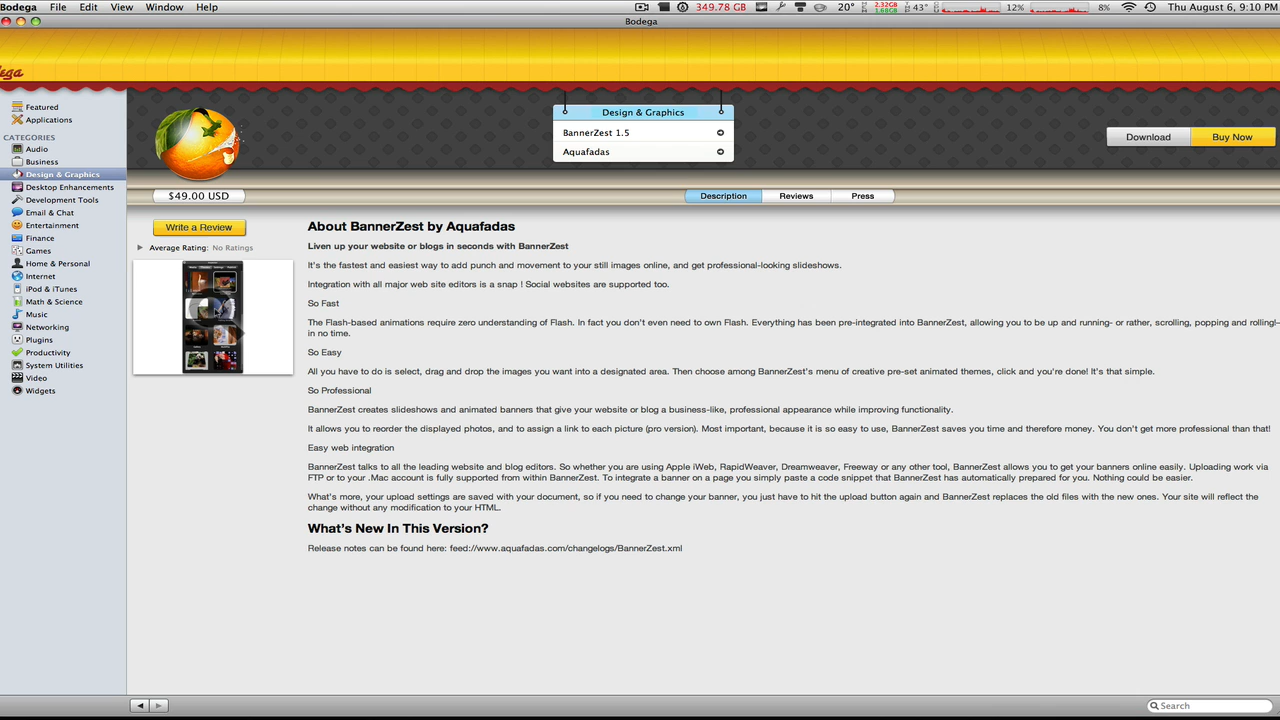 Bodega File Edit View Window Help 349.78 GB 20° 2.32GB 1.68GB 43° 12% 8% Thu August 6, 9:10 PM
Bodega
ega
Featured
Applications
CATEGORIES
Audio
Business
Design & Graphics
Desktop Enhancements
Development Tools
Email & Chat
Entertainment
Finance
Games
Home & Personal
Internet
iPod & iTunes
Math & Science
Music
Networking
Plugins
Productivity
System Utilities
Video
Widgets
Design & Graphics
BannerZest 1.5
Aquafadas
Download Buy Now
$49.00 USD
Description Reviews Press
Write a Review
Average Rating: No Ratings
About BannerZest by Aquafadas
Liven up your website or blogs in seconds with BannerZest
It's the fastest and easiest way to add punch and movement to your still images online, and get professional-looking slideshows.
Integration with all major web site editors is a snap ! Social websites are supported too.
So Fast
The Flash-based animations require zero understanding of Flash. In fact you don't even need to own Flash. Everything has been pre-integrated into BannerZest, allowing you to be up and running- or rather, scrolling, popping and rolling!–
in no time.
So Easy
All you have to do is select, drag and drop the images you want into a designated area. Then choose among BannerZest's menu of creative pre-set animated themes, click and you're done! It's that simple.
So Professional
BannerZest creates slideshows and animated banners that give your website or blog a business-like, professional appearance while improving functionality.
It allows you to reorder the displayed photos, and to assign a link to each picture (pro version). Most important, because it is so easy to use, BannerZest saves you time and therefore money. You don't get more professional than that!
Easy web integration
BannerZest talks to all the leading website and blog editors. So whether you are using Apple iWeb, RapidWeaver, Dreamweaver, Freeway or any other tool, BannerZest allows you to get your banners online easily. Uploading work via
FTP or to your .Mac account is fully supported from within BannerZest. To integrate a banner on a page you simply paste a code snippet that BannerZest has automatically prepared for you. Nothing could be easier.
What's more, your upload settings are saved with your document, so if you need to change your banner, you just have to hit the upload button again and BannerZest replaces the old files with the new ones. Your site will reflect the
change without any modification to your HTML.
What's New In This Version?
Release notes can be found here: feed://www.aquafadas.com/changelogs/BannerZest.xml
Search